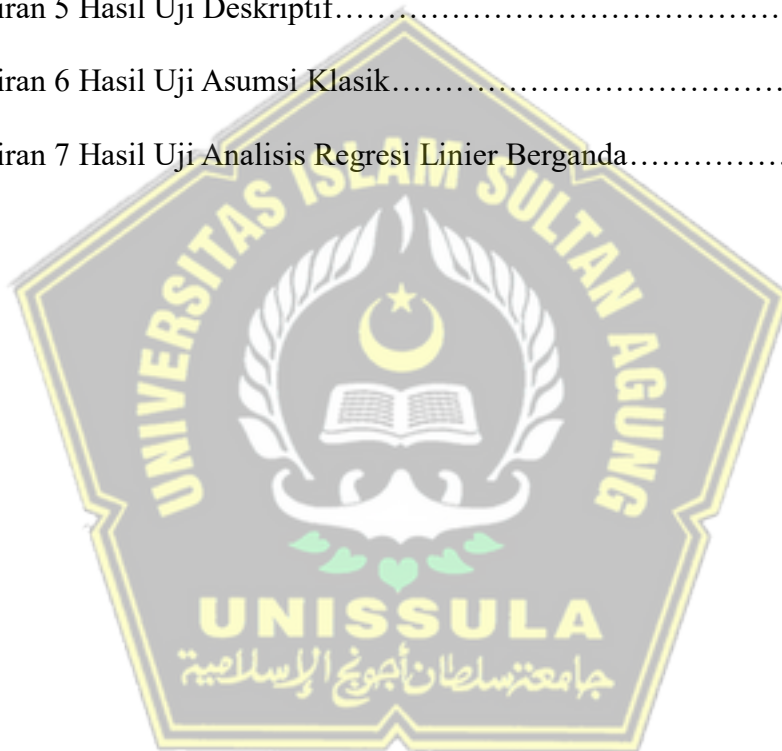 iran 5 Hasil Uji Deskriptif……………………………………
iran 6 Hasil Uji Asumsi Klasik………………………………
iran 7 Hasil Uji Analisis Regresi Linier Berganda……………
UNIVERSITAS ISLAM SULTAN AGUNG
UNISSULA
جامعة سلطان أجونج الإسلامية